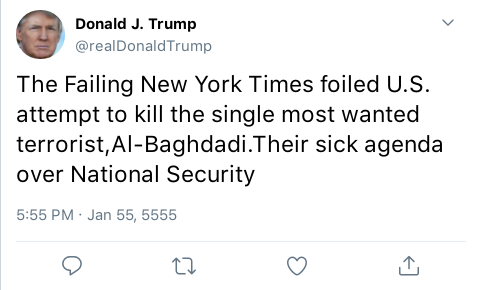 Donald J. Trump
@realDonaldTrump
The Failing New York Times foiled U.S.
attempt to kill the single most wanted
terrorist,Al-Baghdadi.Their sick agenda
over National Security
5:55 PM · Jan 55, 5555